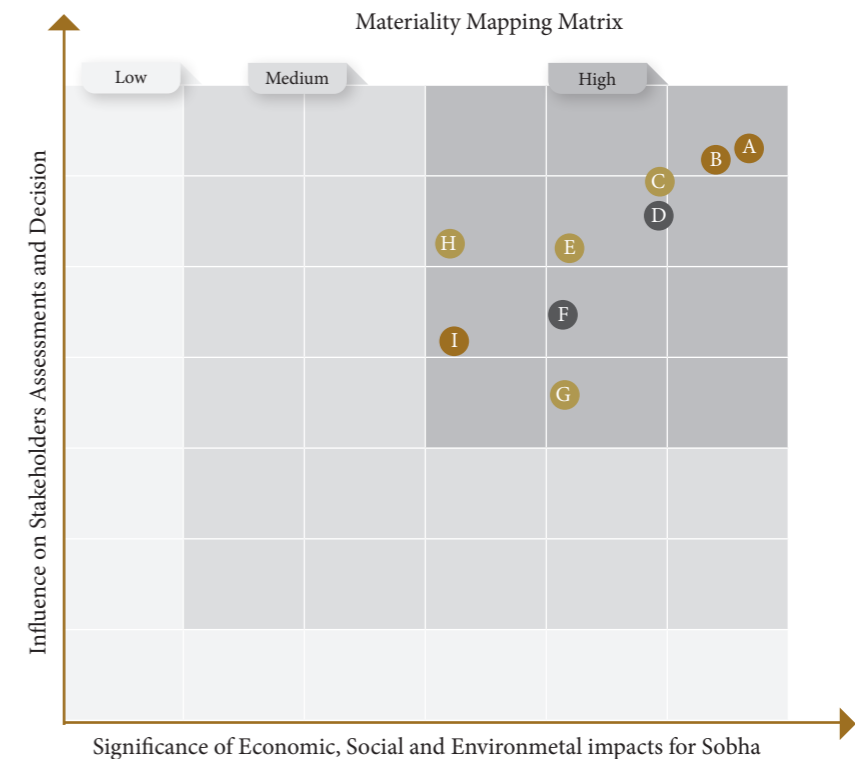 Materiality Mapping Matrix
Low
Medium
High
A
B
C
D
H
E
F
I
G
Influence on Stakeholders Assessments and Decision
Significance of Economic, Social and Environmetal impacts for Sobha